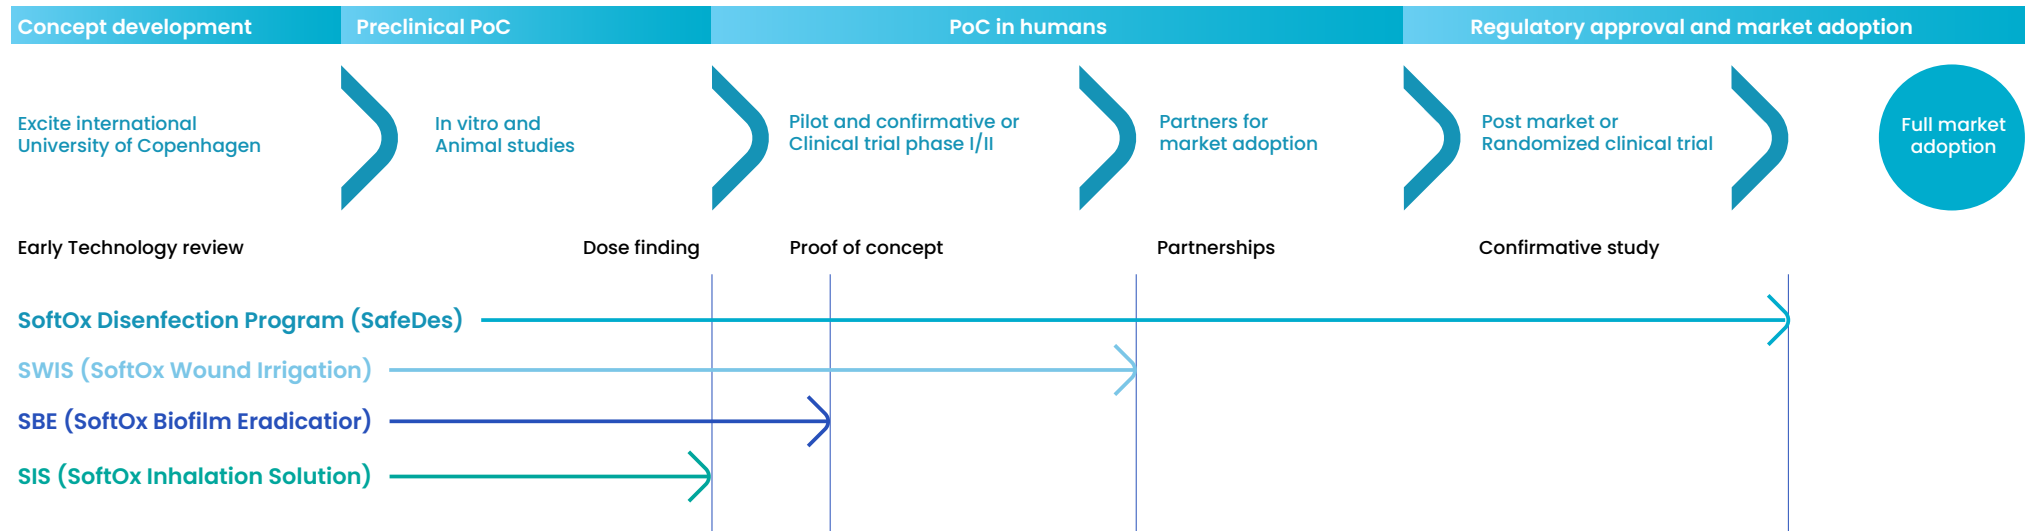 Concept development
Preclinical PoC
PoC in humans
Regulatory approval and market adoption
Excite international
University of Copenhagen
In vitro and
Animal studies
Pilot and confirmative or
Clinical trial phase I/II
Partners for
market adoption
Post market or
Randomized clinical trial
Full market
adoption
Early Technology review
Dose finding
Proof of concept
Partnerships
Confirmative study
SoftOx Disenfection Program (SafeDes)
SWIS (SoftOx Wound Irrigation)
SBE (SoftOx Biofilm Eradicatior)
SIS (SoftOx Inhalation Solution)